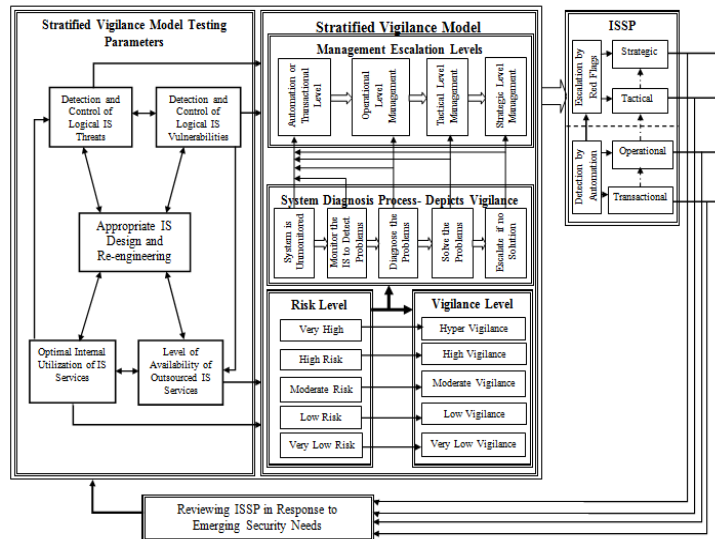 Stratified Vigilance Model Testing
Parameters
Detection and
Control of
Logical IS
Threats
Detection and
Control of
Logical IS
Vulnerabilities
Appropriate IS
Design and
Re-engineering
Optimal Internal
Utilization of IS
Services
Level of
Availability of
Outsourced IS
Services
Stratified Vigilance Model
Management Escalation Levels
Automation or
Transactional
Level
Operational
Level
Management
Tactical Level
Management
Strategic Level
Management
System Diagnosis Process- Depicts Vigilance
System is
Unmonitored
Monitor the
IS to Detect
Problems
Diagnose the
Problems
Solve the
Problems
Escalate if no
Solution
Risk Level
Very High
High Risk
Moderate Risk
Low Risk
Very Low Risk
Vigilance Level
Hyper Vigilance
High Vigilance
Moderate Vigilance
Low Vigilance
Very Low Vigilance
ISSP
Escalation by
Red Flags
Strategic
Tactical
Detection by
Automation
Operational
Transactional
Reviewing ISSP in Response to
Emerging Security Needs